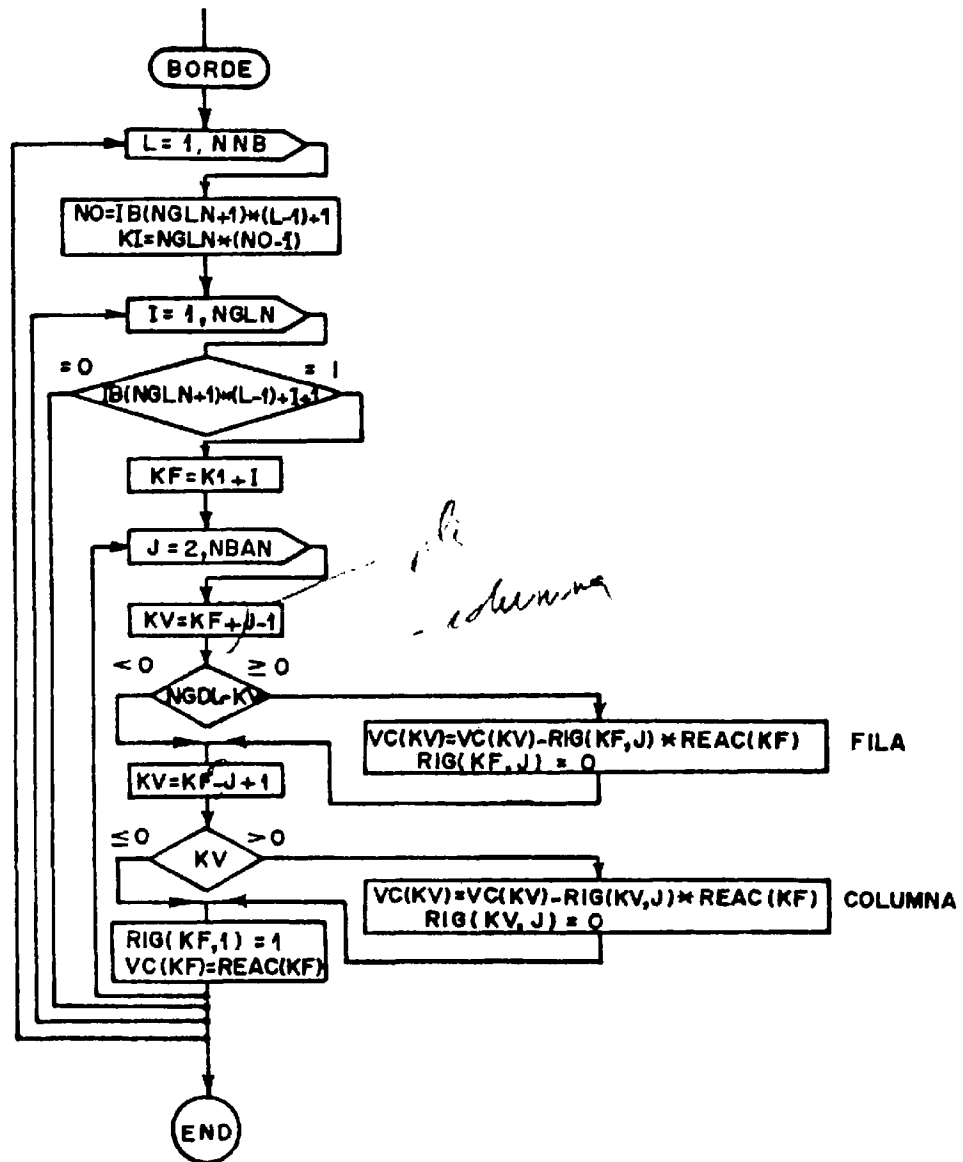 BORDE
L = 1, NNB
NO=IB(NGLN+1)*(L-1)+1
KI=NGLN*(NO-I)
I = 1, NGLN
= 0
= 1
IB(NGLN+1)*(L-1)+I+1
KF = K1 + I
J = 2, NBAN
columna
KV=KF+J-1
< 0
≥ 0
NGDL-KV
VC(KV)=VC(KV)-RIG(KF,J)*REAC(KF)
RIG(KF,J) = 0
FILA
KV=KF-J+1
≤ 0
> 0
KV
VC(KV)=VC(KV)-RIG(KV,J)*REAC(KF)
RIG(KV,J) = 0
COLUMNA
RIG(KF,1) = 1
VC(KF)=REAC(KF)
END